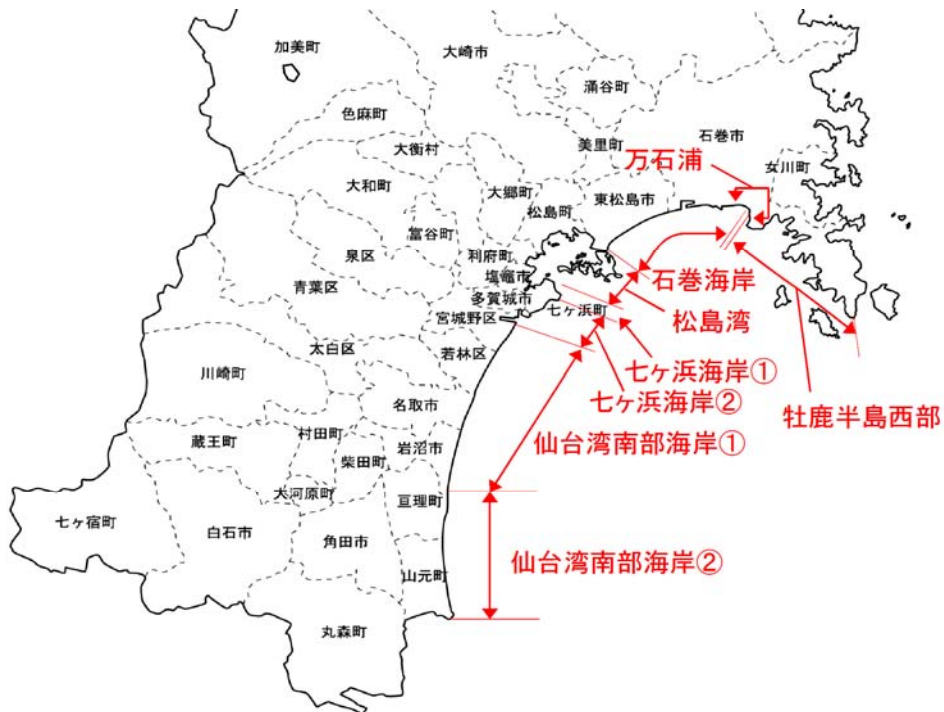 加美町
大崎市
涌谷町
色麻町
石巻市
大衡村
美里町
万石浦
女川町
大和町
大郷町
東松島市
松島町
富谷町
泉区
利府町
塩竈市
石巻海岸
青葉区
多賀城市
七ヶ浜町
宮城野区
松島湾
太白区
若林区
七ヶ浜海岸①
川崎町
七ヶ浜海岸②
名取市
牡鹿半島西部
蔵王町
村田町
岩沼市
仙台湾南部海岸①
柴田町
大河原町
亘理町
七ヶ宿町
白石市
角田市
仙台湾南部海岸②
山元町
丸森町